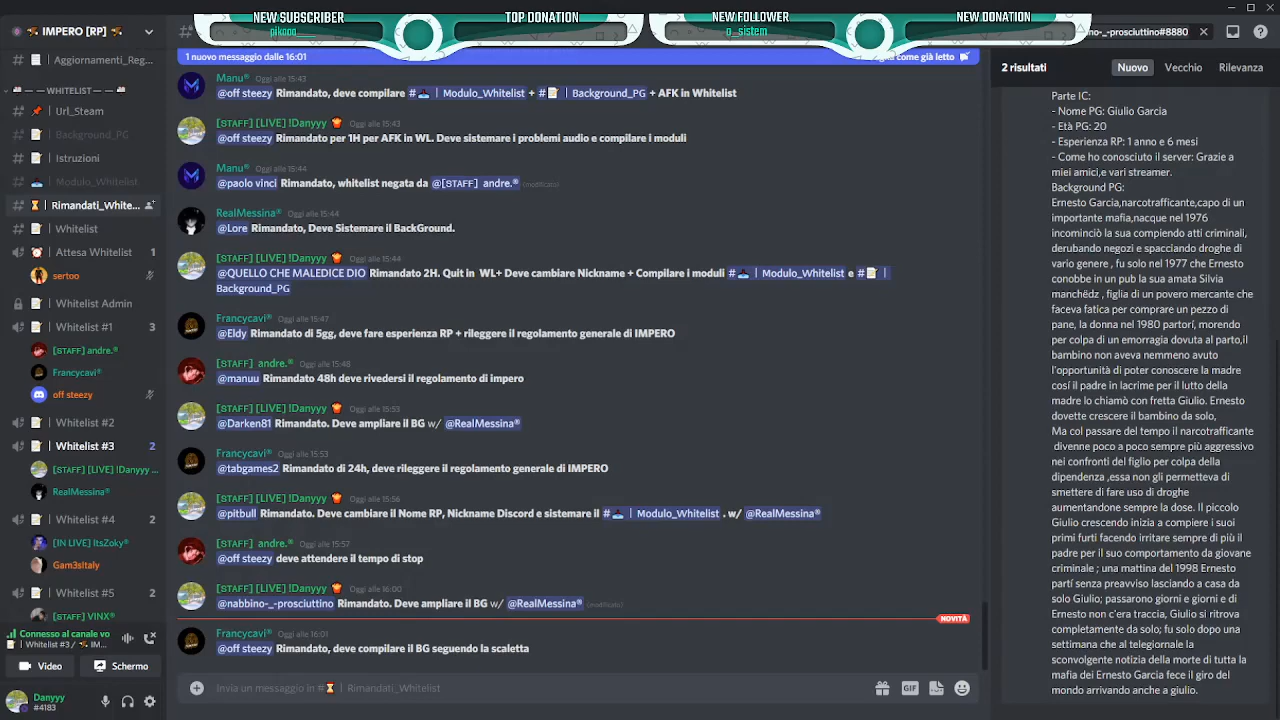 NEW SUBSCRIBER
pikaaa____
TOP DONATION
NEW FOLLOWER
o_sistem
NEW DONATION
IMPERO [RP]
no-_-prosciuttino#8880
Aggiornamenti_Reg...
—— WHITELIST ——
Url_Steam
Background_PG
Istruzioni
Modulo_Whitelist
Rimandati_White...
Whitelist
Attesa Whitelist 1
sertoo
Whitelist Admin
Whitelist #1 3
[STAFF] andre.®
Francycavi®
off steezy
Whitelist #2
Whitelist #3 2
[STAFF] [LIVE] !Danyyy ...
RealMessina®
Whitelist #4 2
[IN LIVE] ItsZoky®
Gam3sItaly
Whitelist #5 2
[STAFF] VINX®
Connesso al canale vo
Whitelist #3 / IM...
Video
Schermo
Danyyy
#4183
1 nuovo messaggio dalle 16:01
come già letto
Manu® Oggi alle 15:43
@off steezy Rimandato, deve compilare # | Modulo_Whitelist + # | Background_PG + AFK in Whitelist
[STAFF] [LIVE] !Danyyy Oggi alle 15:43
@off steezy Rimandato per 1H per AFK in WL. Deve sistemare i problemi audio e compilare i moduli
Manu® Oggi alle 15:44
@paolo vinci Rimandato, whitelist negata da @[STAFF] andre.® (modificato)
RealMessina® Oggi alle 15:44
@Lore Rimandato, Deve Sistemare il BackGround.
[STAFF] [LIVE] !Danyyy Oggi alle 15:44
@QUELLO CHE MALEDICE DIO Rimandato 2H. Quit in WL+ Deve cambiare Nickname + Compilare i moduli # | Modulo_Whitelist e # |
Background_PG
Francycavi® Oggi alle 15:47
@Eldy Rimandato di 5gg, deve fare esperienza RP + rileggere il regolamento generale di IMPERO
[STAFF] andre.® Oggi alle 15:48
@manuu Rimandato 48h deve rivedersi il regolamento di impero
[STAFF] [LIVE] !Danyyy Oggi alle 15:53
@Darken81 Rimandato. Deve ampliare il BG w/ @RealMessina®
Francycavi® Oggi alle 15:53
@tabgames2 Rimandato di 24h, deve rileggere il regolamento generale di IMPERO
[STAFF] [LIVE] !Danyyy Oggi alle 15:56
@pitbull Rimandato. Deve cambiare il Nome RP, Nickname Discord e sistemare il # | Modulo_Whitelist . w/ @RealMessina®
[STAFF] andre.® Oggi alle 15:57
@off steezy deve attendere il tempo di stop
[STAFF] [LIVE] !Danyyy Oggi alle 16:00
@nabbino-_-prosciuttino Rimandato. Deve ampliare il BG w/ @RealMessina® (modificato)
NOVITÀ
Francycavi® Oggi alle 16:01
@off steezy Rimandato, deve compilare il BG seguendo la scaletta
Invia un messaggio in # | Rimandati_Whitelist
GIF
2 risultati
Nuovo
Vecchio
Rilevanza
Parte IC:
- Nome PG: Giulio Garcia
- Età PG: 20
- Esperienza RP: 1 anno e 6 mesi
- Come ho conosciuto il server: Grazie a
miei amici,e vari streamer.
Background PG:
Ernesto Garcia,narcotrafficante,capo di un
importante mafia,nacque nel 1976
incominciò compiendo atti criminali,
derubando negozi e spacciando droghe di
vario genere , fu solo nel 1977 che Ernesto
conobbe in un pub la sua amata Silvia
manchëdz , figlia di un povero mercante che
faceva fatica per comprare un pezzo di
pane, la donna nel 1980 partorí, morendo
per colpa di un emorragia dovuta al parto,il
bambino non aveva nemmeno avuto
l'opportunità di poter conoscere la madre
cosí il padre in lacrime per il lutto della
madre lo chiamò con fretta Giulio. Ernesto
dovette crescere il bambino da solo,
Ma col passare del tempo il narcotrafficante
divenne poco a poco sempre più aggressivo
nei confronti del figlio per colpa della
dipendenza ,essa non gli permetteva di
smettere di fare uso di droghe
aumentandone sempre la dose. Il piccolo
Giulio crescendo inizia a compiere i suoi
primi furti facendo irritare sempre di più il
padre per il suo comportamento da giovane
criminale ; una mattina del 1998 Ernesto
partí senza preavviso lasciando a casa da
solo Giulio; passarono giorni e giorni e di
Ernesto non c'era traccia, Giulio si ritrova
completamente da solo; fu solo dopo una
settimana che al telegiornale la
sconvolgente notizia della morte di tutta la
mafia dei Ernesto Garcia fece il giro del
mondo arrivando anche a giulio.